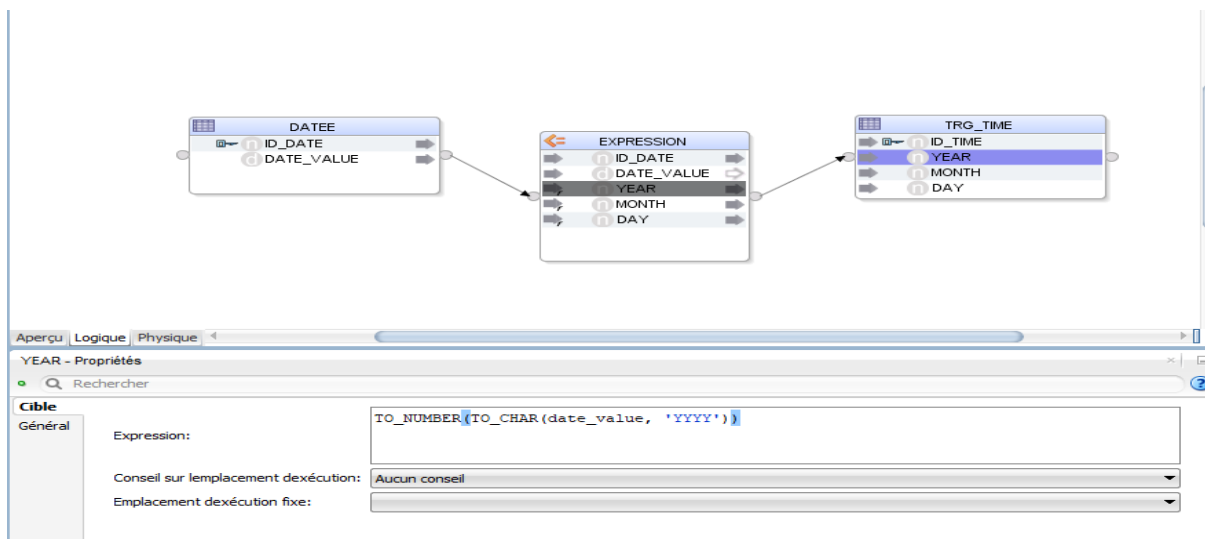 DATEE
ID_DATE
DATE_VALUE
EXPRESSION
ID_DATE
DATE_VALUE
YEAR
MONTH
DAY
TRG_TIME
ID_TIME
YEAR
MONTH
DAY
Aperçu Logique Physique
YEAR - Propriétés
Rechercher
Cible
Général
Expression:
TO_NUMBER(TO_CHAR(date_value, 'YYYY'))
Conseil sur lemplacement dexécution: Aucun conseil
Emplacement dexécution fixe: